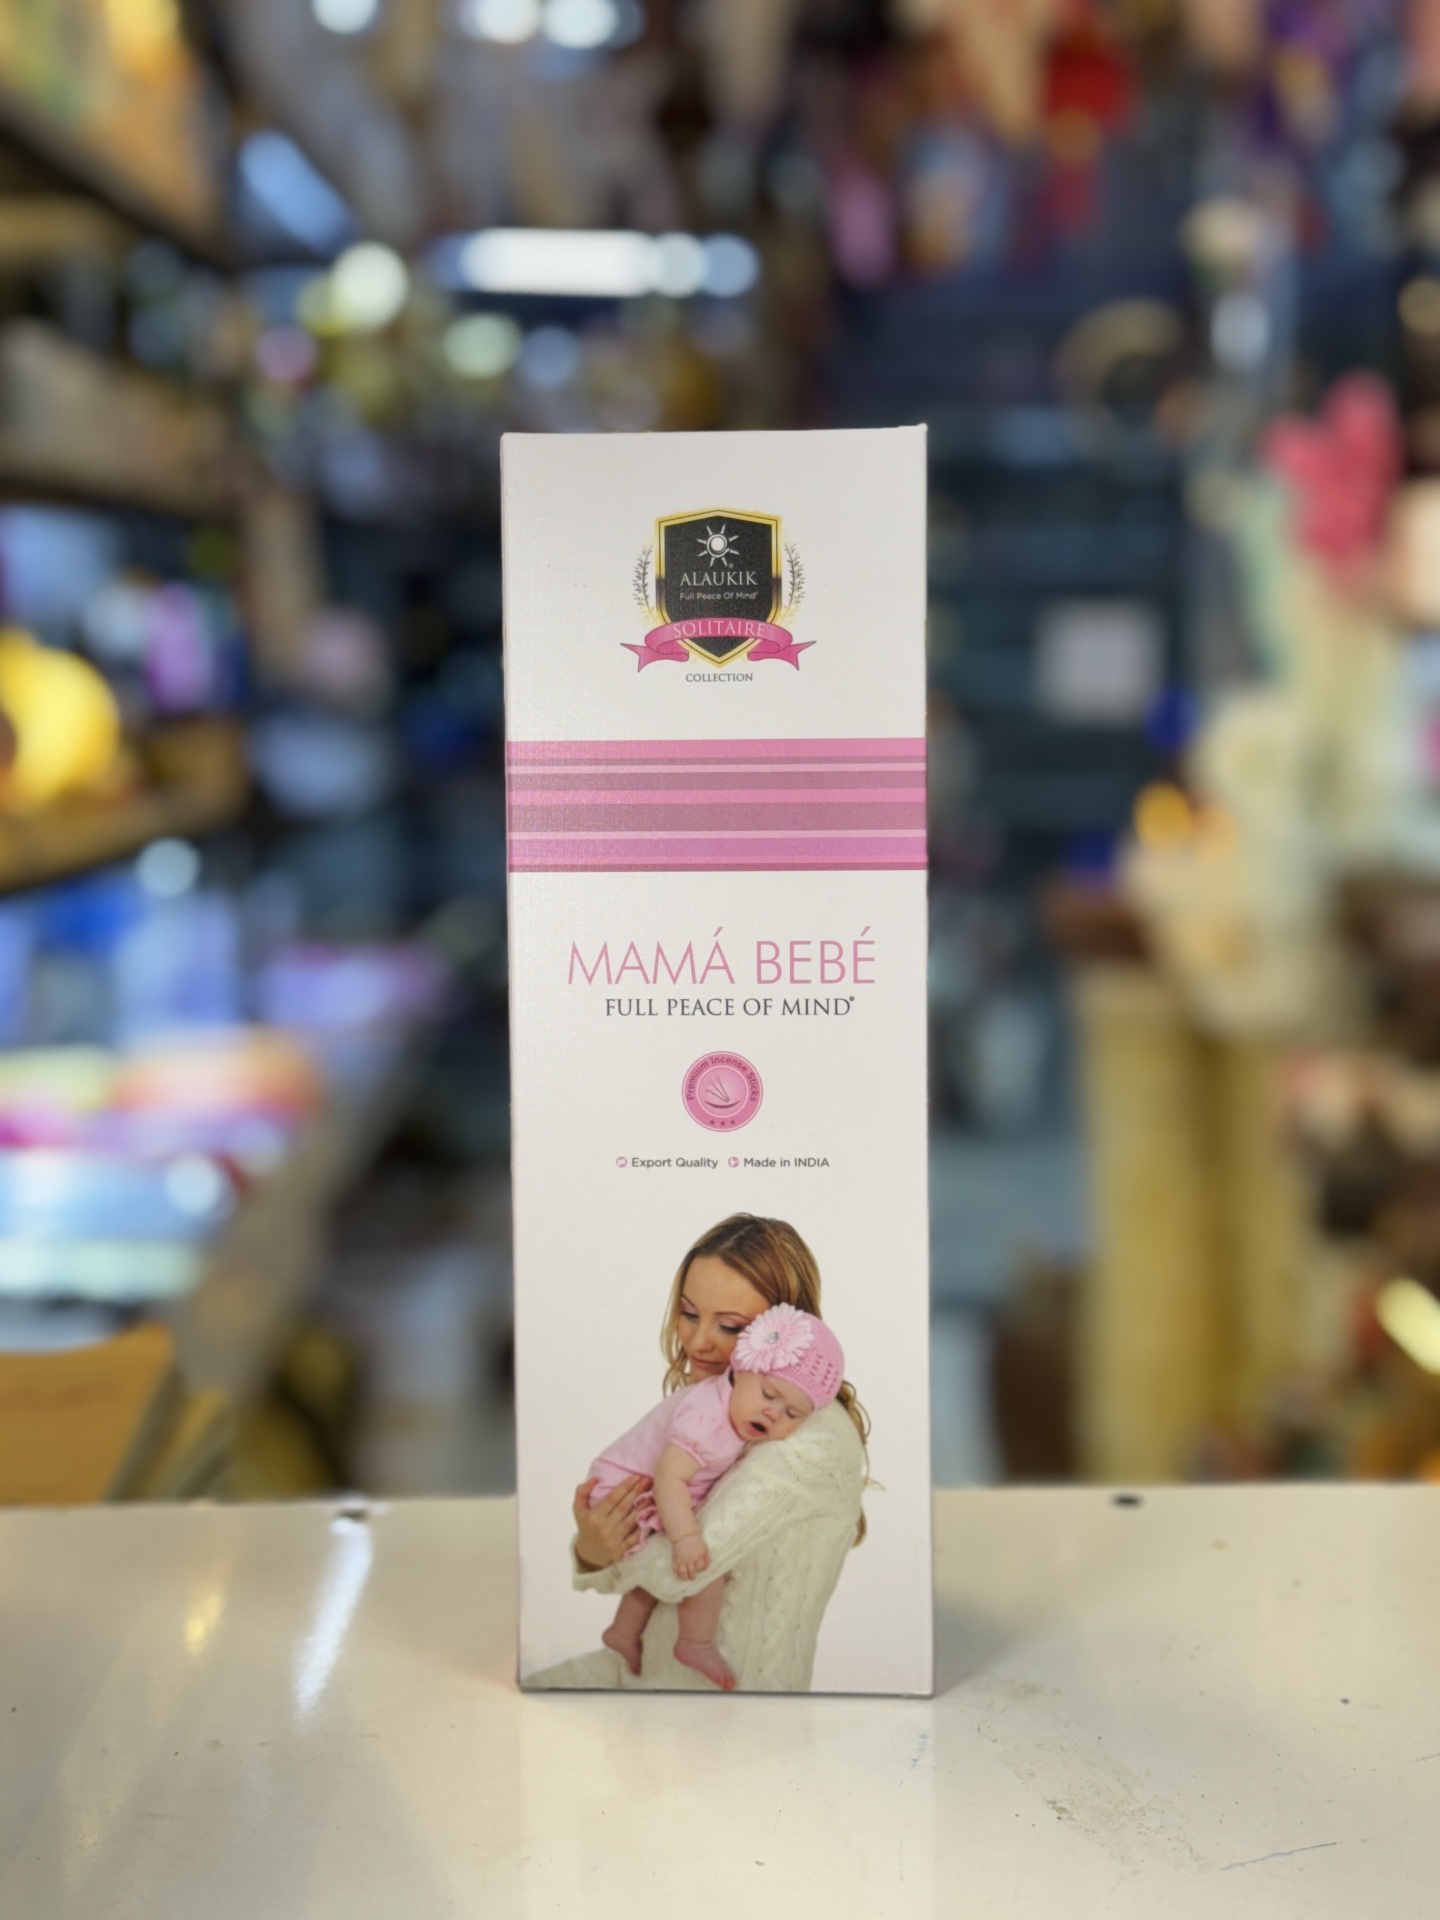 ALAUKIK
Full Peace Of Mind®
SOLITAIRE
COLLECTION
MAMÁ BEBÉ
FULL PEACE OF MIND®
Premium Incense Sticks
Export Quality Made in INDIA